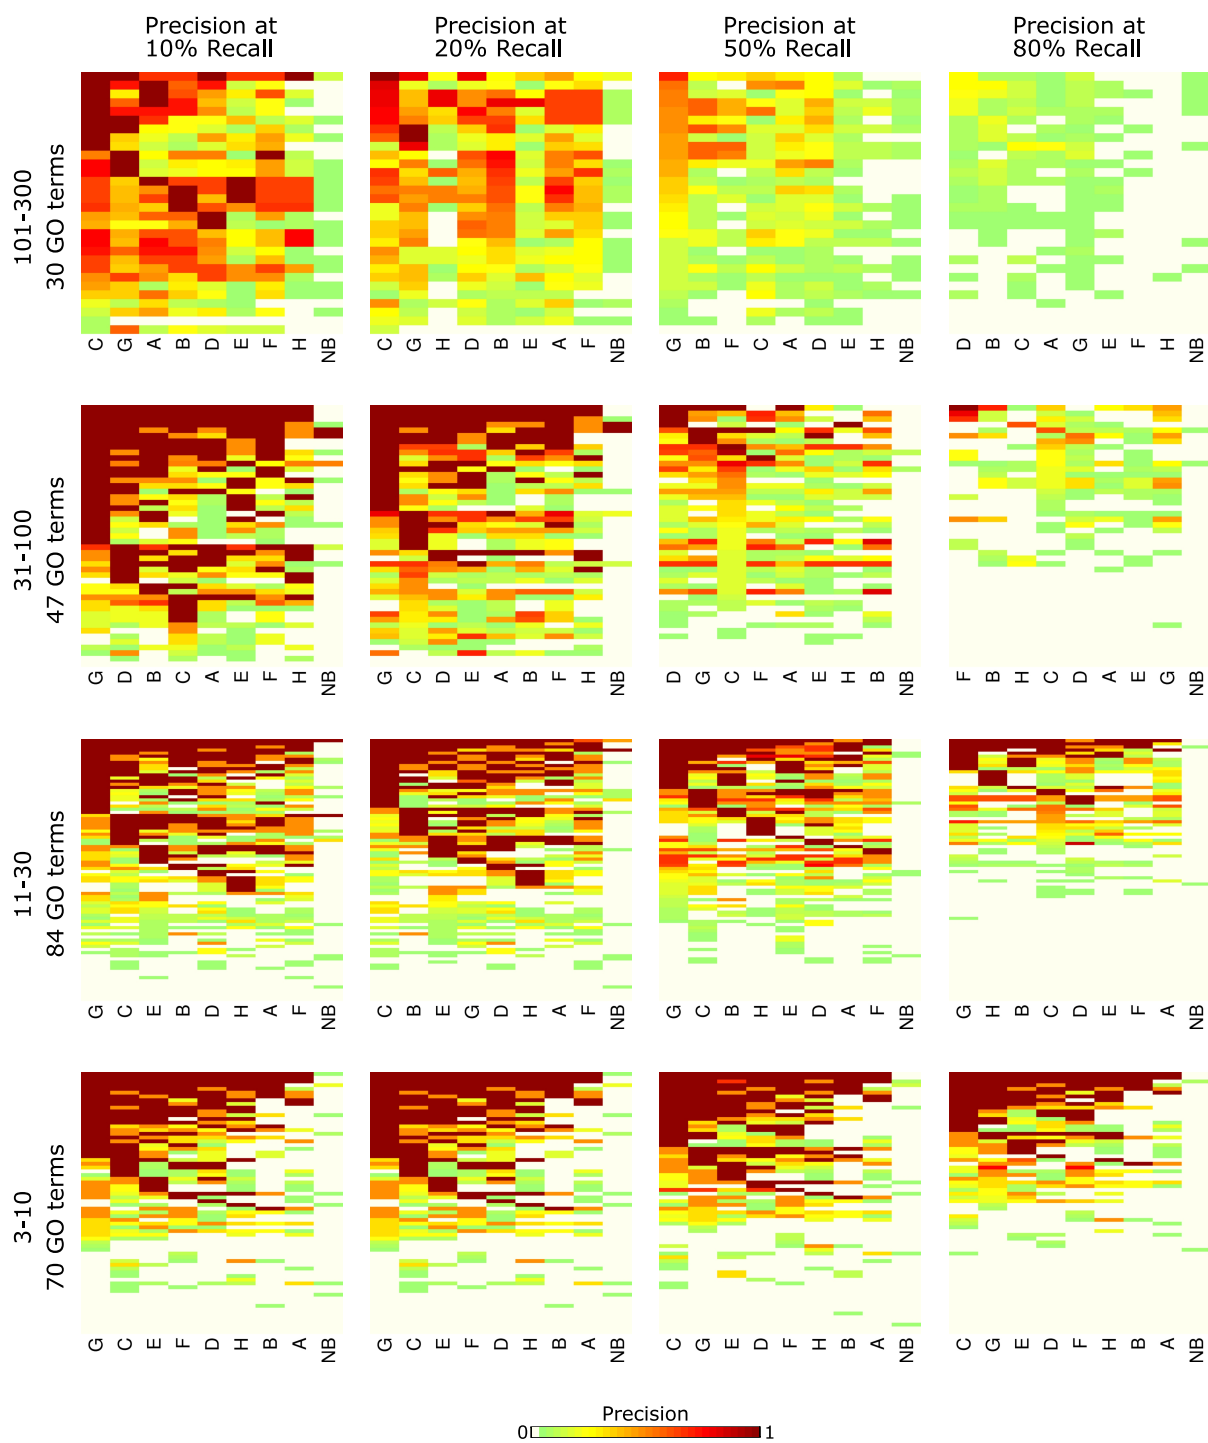 Precision at
10% Recall
Precision at
20% Recall
Precision at
50% Recall
Precision at
80% Recall
101-300
30 GO terms
C G A B D E F H NB
C G H D B E A F NB
G B F C A D E H NB
D B C A G E F H NB
31-100
47 GO terms
G D B C A E F H NB
G C D E A B F H NB
D G C F A E H B NB
F B H C D A E G NB
11-30
84 GO terms
G C E B D H A F NB
C B E G D H A F NB
G C B H E D A F NB
G H B C D E F A NB
3-10
70 GO terms
G C E F D H B A NB
G C E F D H B A NB
C G E D F H B A NB
C G E D F H B A NB
Precision
0 1